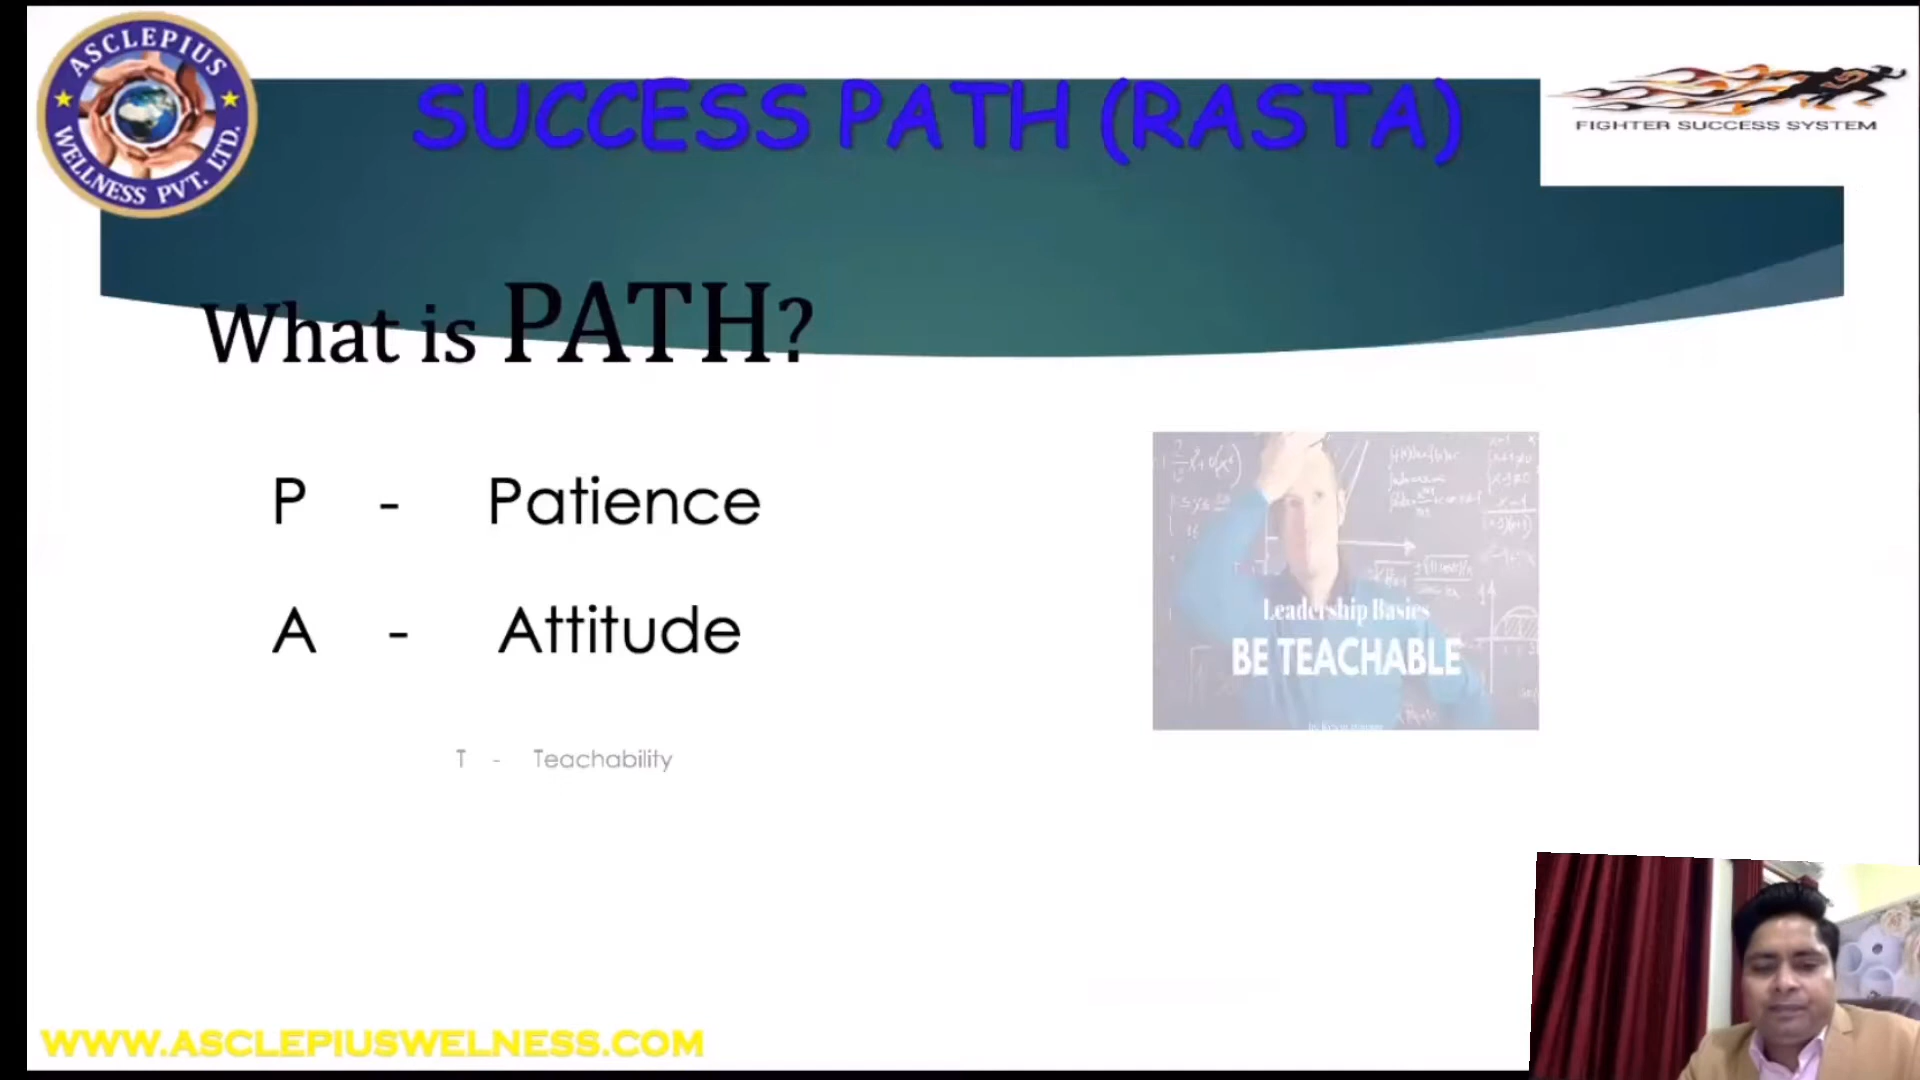 ASCLEPIUS
WELLNESS PVT. LTD.
SUCCESS PATH (RASTA)
FIGHTER SUCCESS SYSTEM
What is PATH?
P - Patience
A - Attitude
T - Teachability
Leadership Basics
BE TEACHABLE
WWW.ASCLEPIUSWELNESS.COM